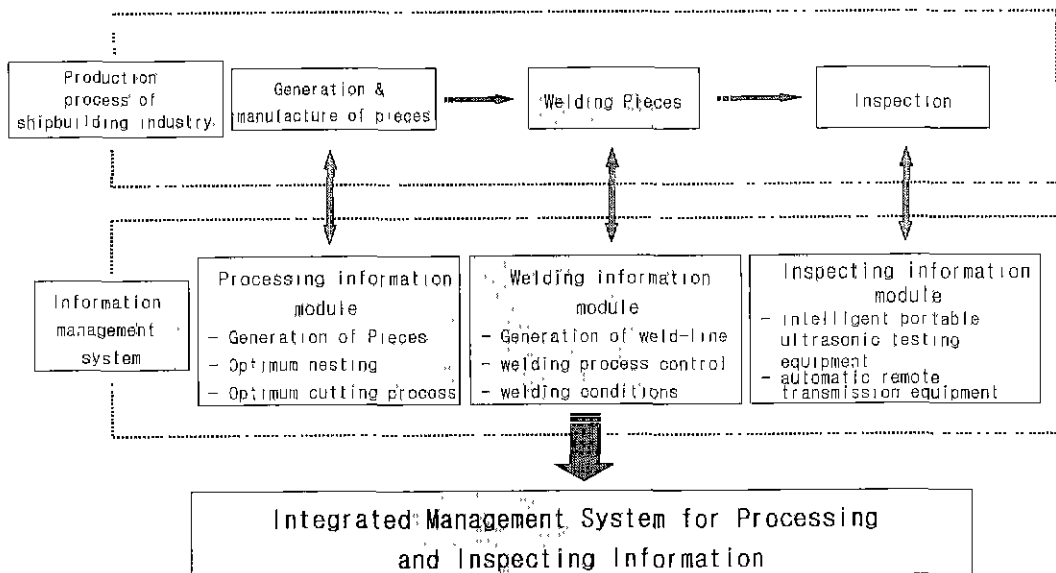 Production
process of
shipbuilding industry
Generation &
manufacture of pieces
Welding Pieces
Inspection
Information
management
system
Processing information
module
- Generation of Pieces
- Optimum nesting
- Optimum cutting process
Welding information
module
- Generation of weld-line
- welding process control
- welding conditions
Inspecting information
module
- intelligent portable
ultrasonic testing
equipment
- automatic remote
transmission equipment
Integrated Management System for Processing
and Inspecting Information